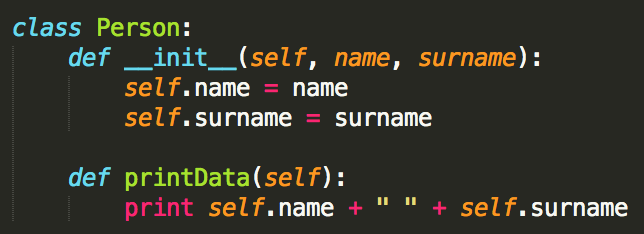 class Person:
    def __init__(self, name, surname):
        self.name = name
        self.surname = surname

    def printData(self):
        print self.name + " " + self.surname